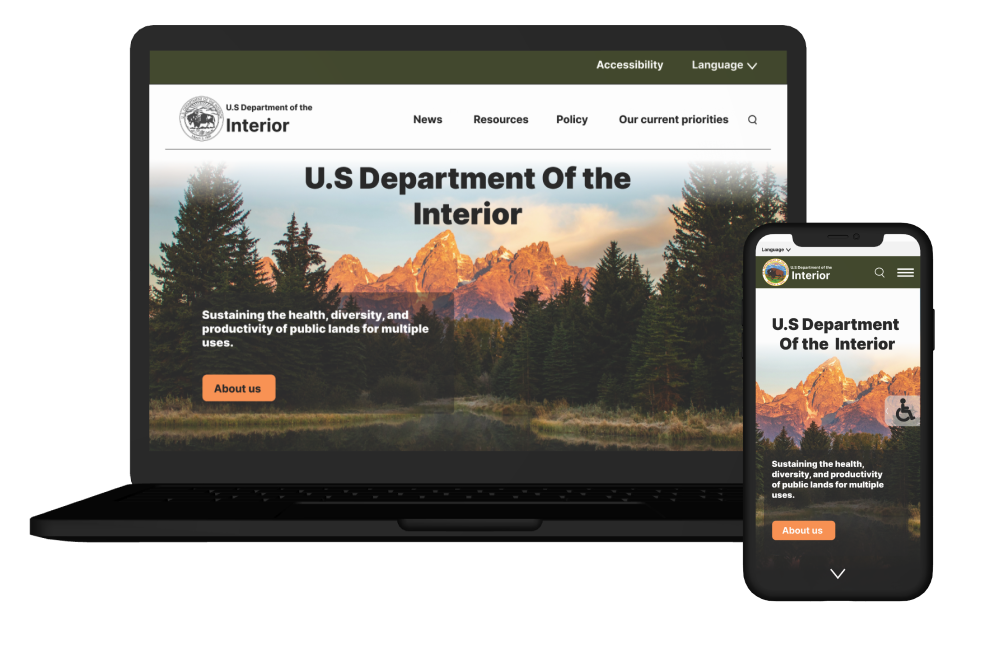 Accessibility Language
U.S Department of the
Interior
News Resources Policy Our current priorities
U.S Department Of the
Interior
Sustaining the health, diversity, and
productivity of public lands for multiple
uses.
About us
Language
U.S Department of the
Interior
U.S Department
Of the Interior
Sustaining the health,
diversity, and productivity
of public lands for multiple
uses.
About us